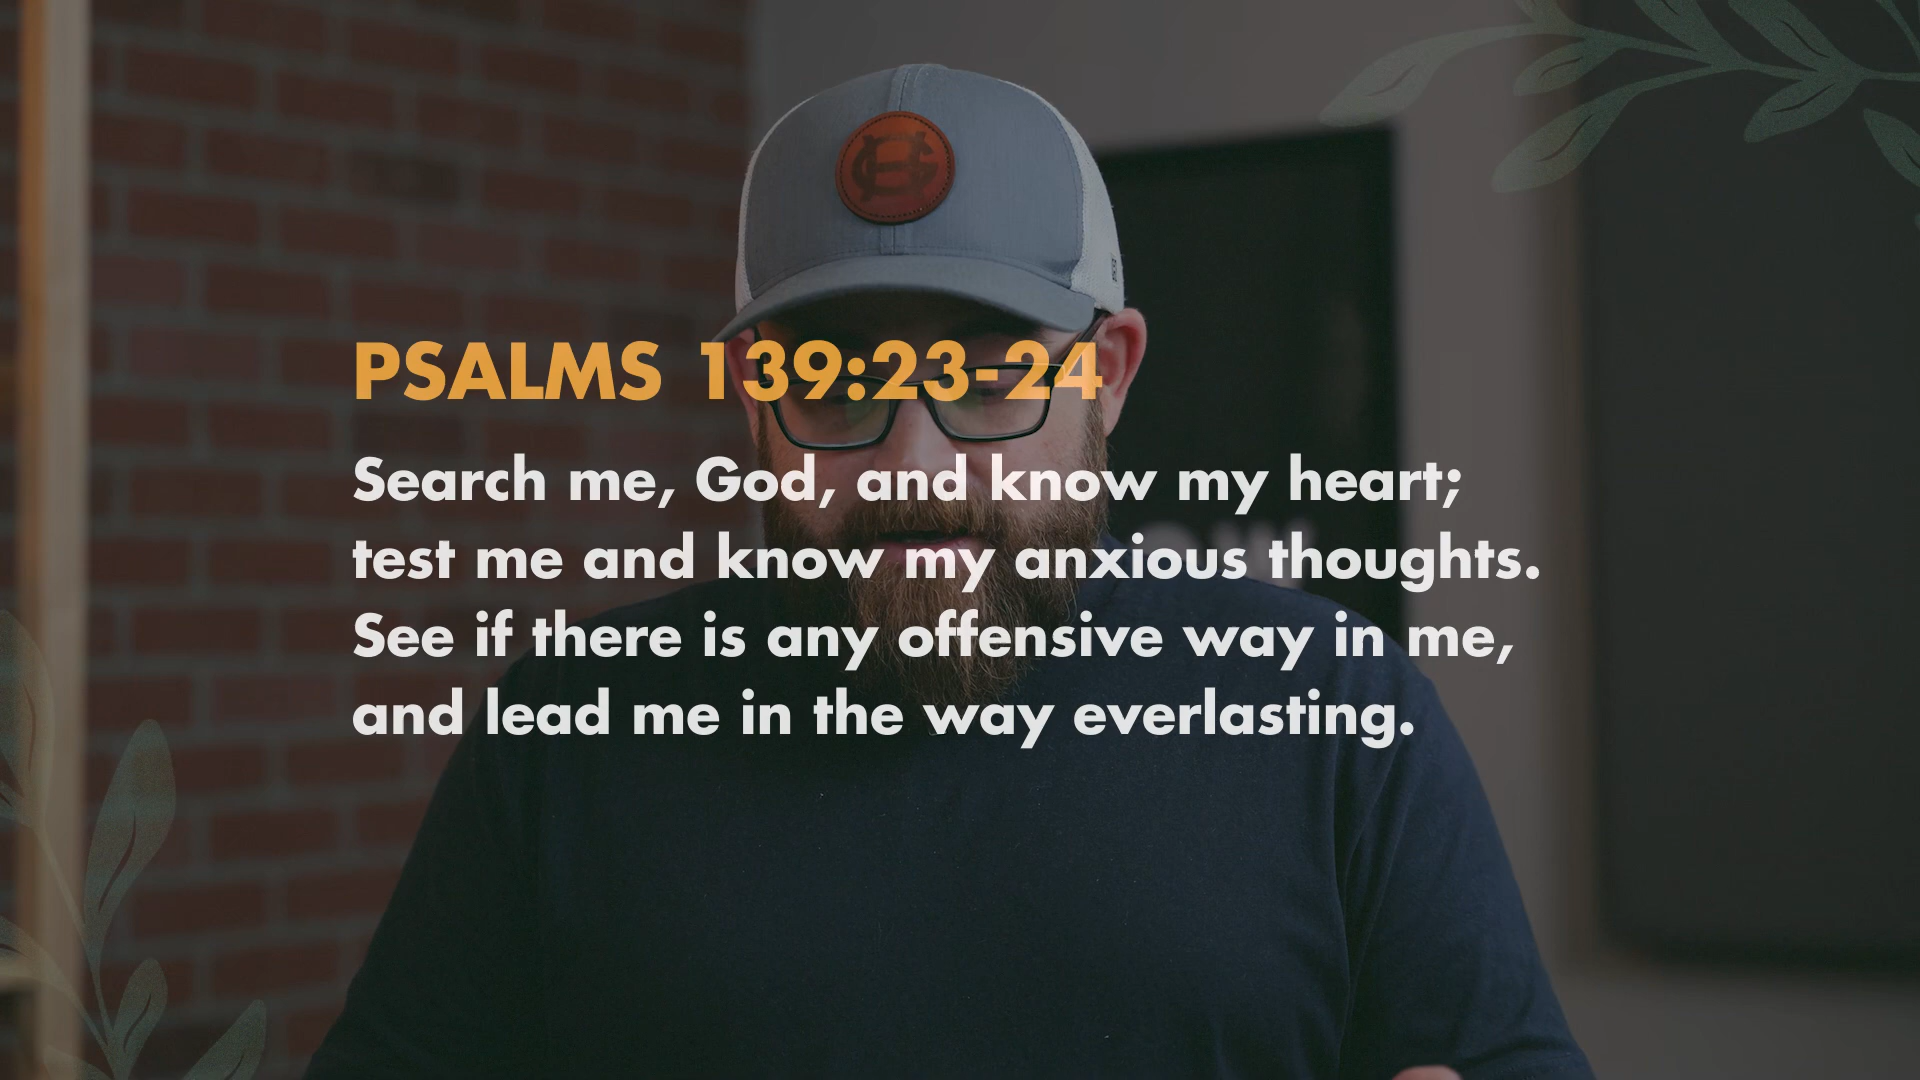 PSALMS 139:23-24
Search me, God, and know my heart;
test me and know my anxious thoughts.
See if there is any offensive way in me,
and lead me in the way everlasting.